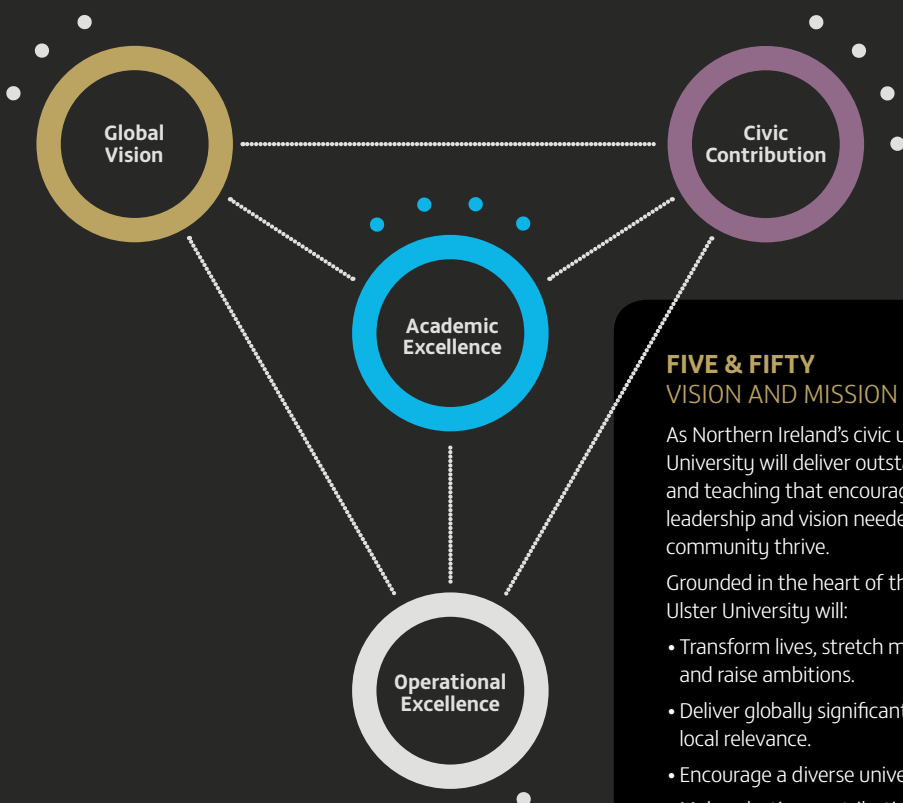 Global
Vision
Civic
Contribution
Academic
Excellence
Operational
Excellence
FIVE & FIFTY
VISION AND MISSION
As Northern Ireland's civic u
University will deliver outsta
and teaching that encourag
leadership and vision neede
community thrive.
Grounded in the heart of th
Ulster University will:
• Transform lives, stretch m
and raise ambitions.
• Deliver globally significant
local relevance.
• Encourage a diverse unive